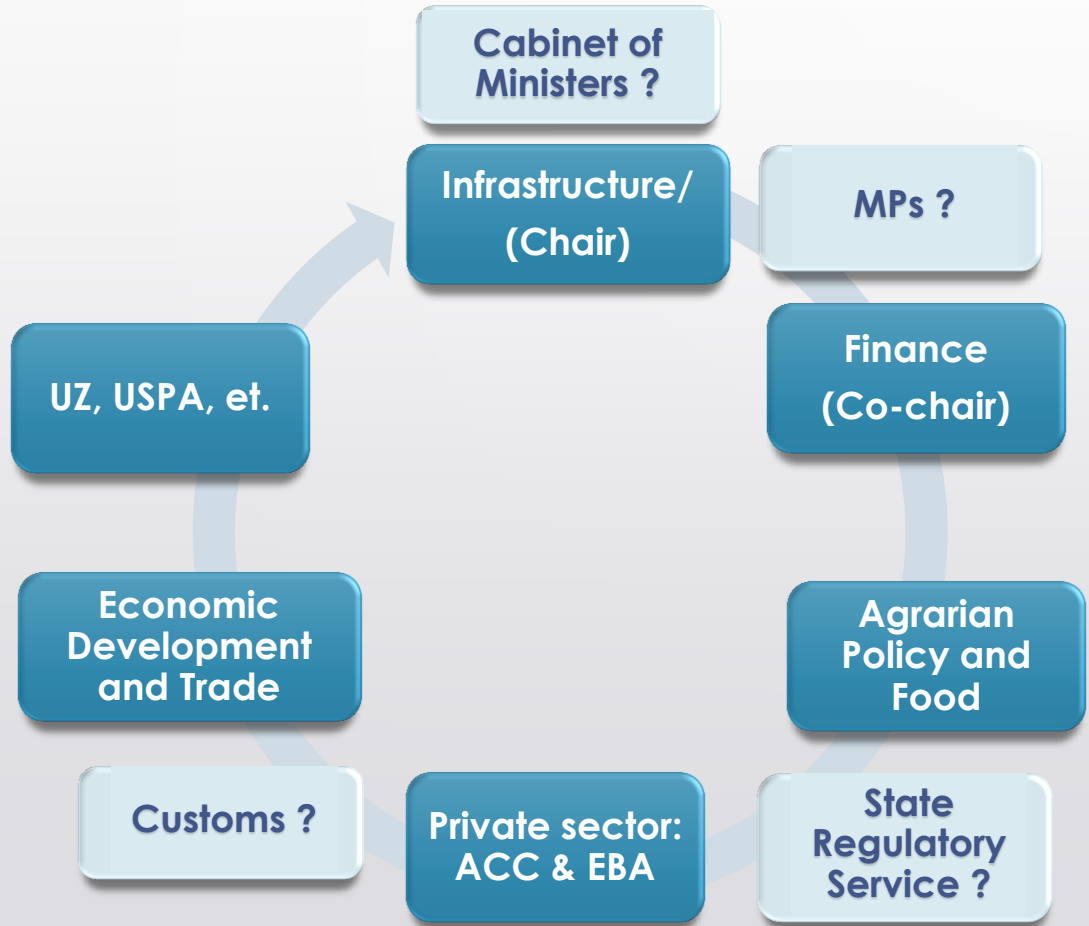 Cabinet of
Ministers ?
Infrastructure/
(Chair)
MPs ?
Finance
(Co-chair)
Agrarian
Policy and
Food
State
Regulatory
Service ?
Private sector:
ACC & EBA
Customs ?
Economic
Development
and Trade
UZ, USPA, et.